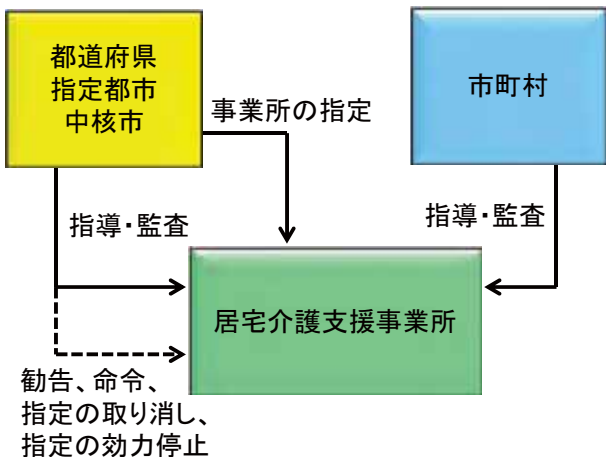 都道府県
指定都市
中核市
事業所の指定
市町村
指導・監査
指導・監査
居宅介護支援事業所
勧告、命令、
指定の取り消し、
指定の効力停止